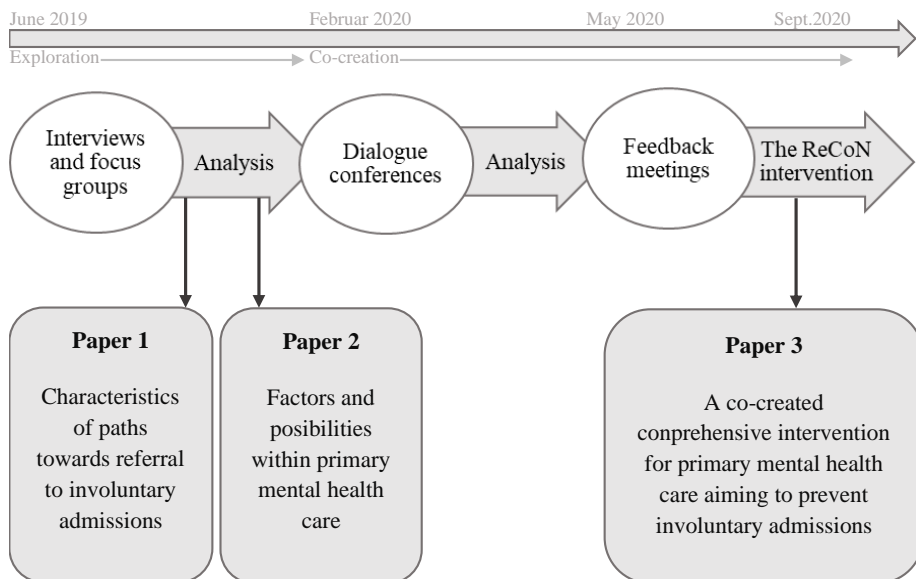 June 2019 Februar 2020 May 2020 Sept.2020
Exploration Co-creation
Interviews
and focus
groups
Analysis
Dialogue
conferences
Analysis
Feedback
meetings
The ReCoN
intervention
Paper 1
Characteristics
of paths
towards referral
to involuntary
admissions
Paper 2
Factors and
posibilities
within primary
mental health
care
Paper 3
A co-created
conprehensive intervention
for primary mental health
care aiming to prevent
involuntary admissions